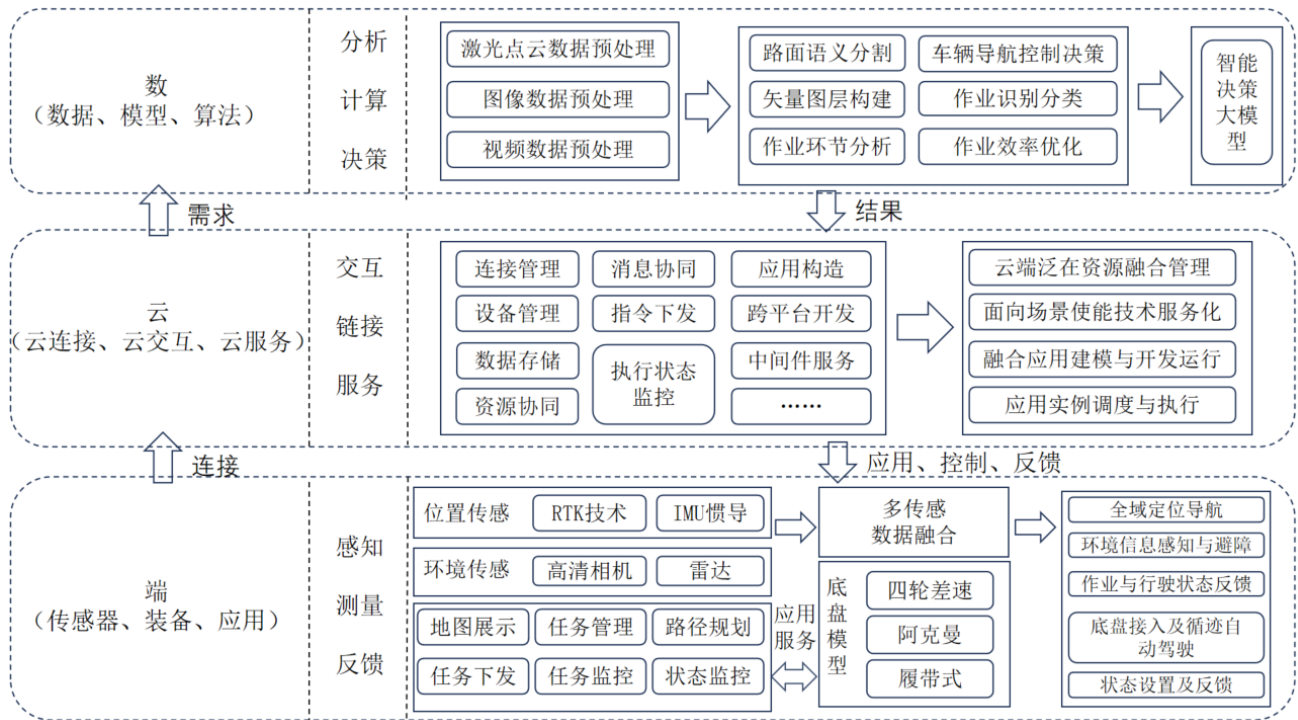 数
（数据、模型、算法）
分析
计算
决策
激光点云数据预处理
图像数据预处理
视频数据预处理
路面语义分割
车辆导航控制决策
矢量图层构建
作业识别分类
作业环节分析
作业效率优化
智能
决策
大模
型
需求
结果
云
（云连接、云交互、云服务）
交互
链接
服务
连接管理
消息协同
应用构造
设备管理
指令下发
跨平台开发
数据存储
执行状态
监控
中间件服务
资源协同
……
云端泛在资源融合管理
面向场景使能技术服务化
融合应用建模与开发运行
应用实例调度与执行
连接
应用、控制、反馈
端
（传感器、装备、应用）
感知
测量
反馈
位置传感
RTK技术
IMU惯导
环境传感
高清相机
雷达
地图展示
任务管理
路径规划
任务下发
任务监控
状态监控
应用
服务
多传感
数据融合
底
盘
模
型
四轮差速
阿克曼
履带式
全域定位导航
环境信息感知与避障
作业与行驶状态反馈
底盘接入及循迹自
动驾驶
状态设置及反馈